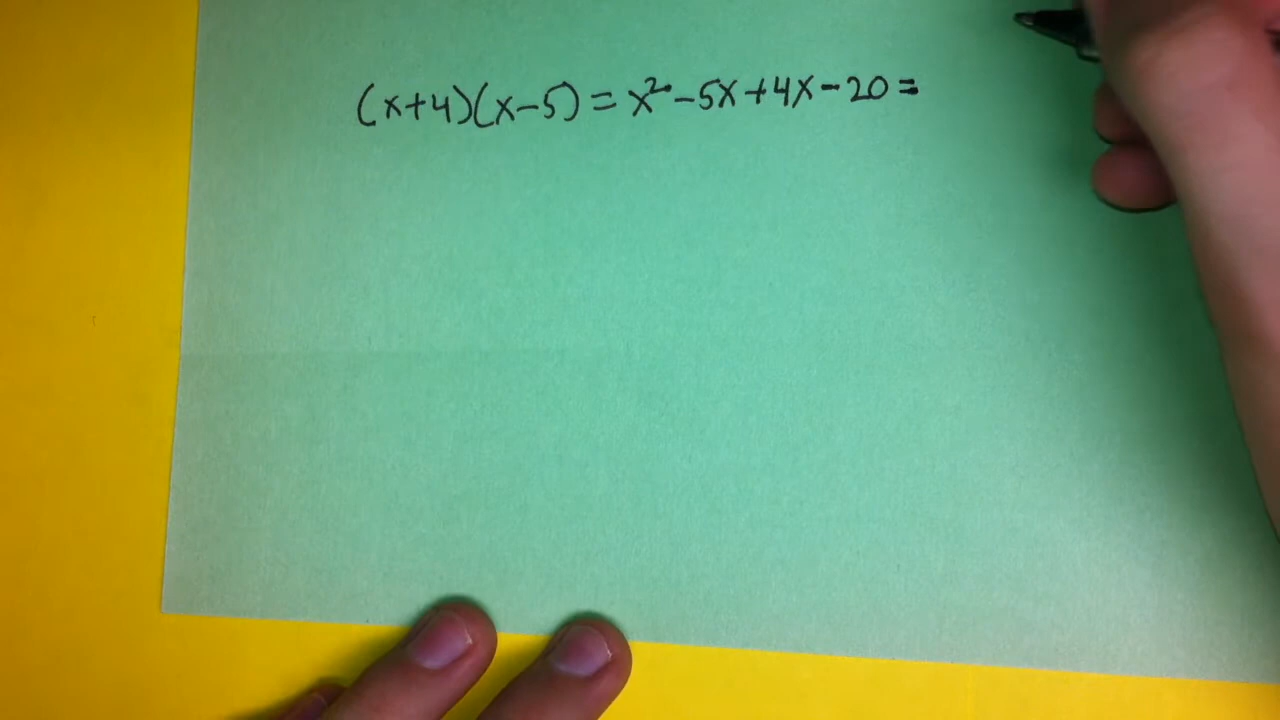 (x+4)(x-5) = x²-5x+4x-20=